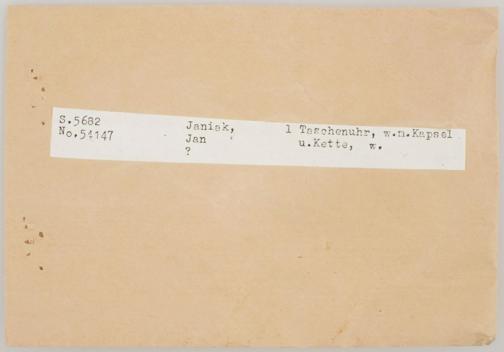 S.5682 Janiak, 1 Taschenuhr, w.m.Kapsel
No.54147 Jan u.Kette, w.
?